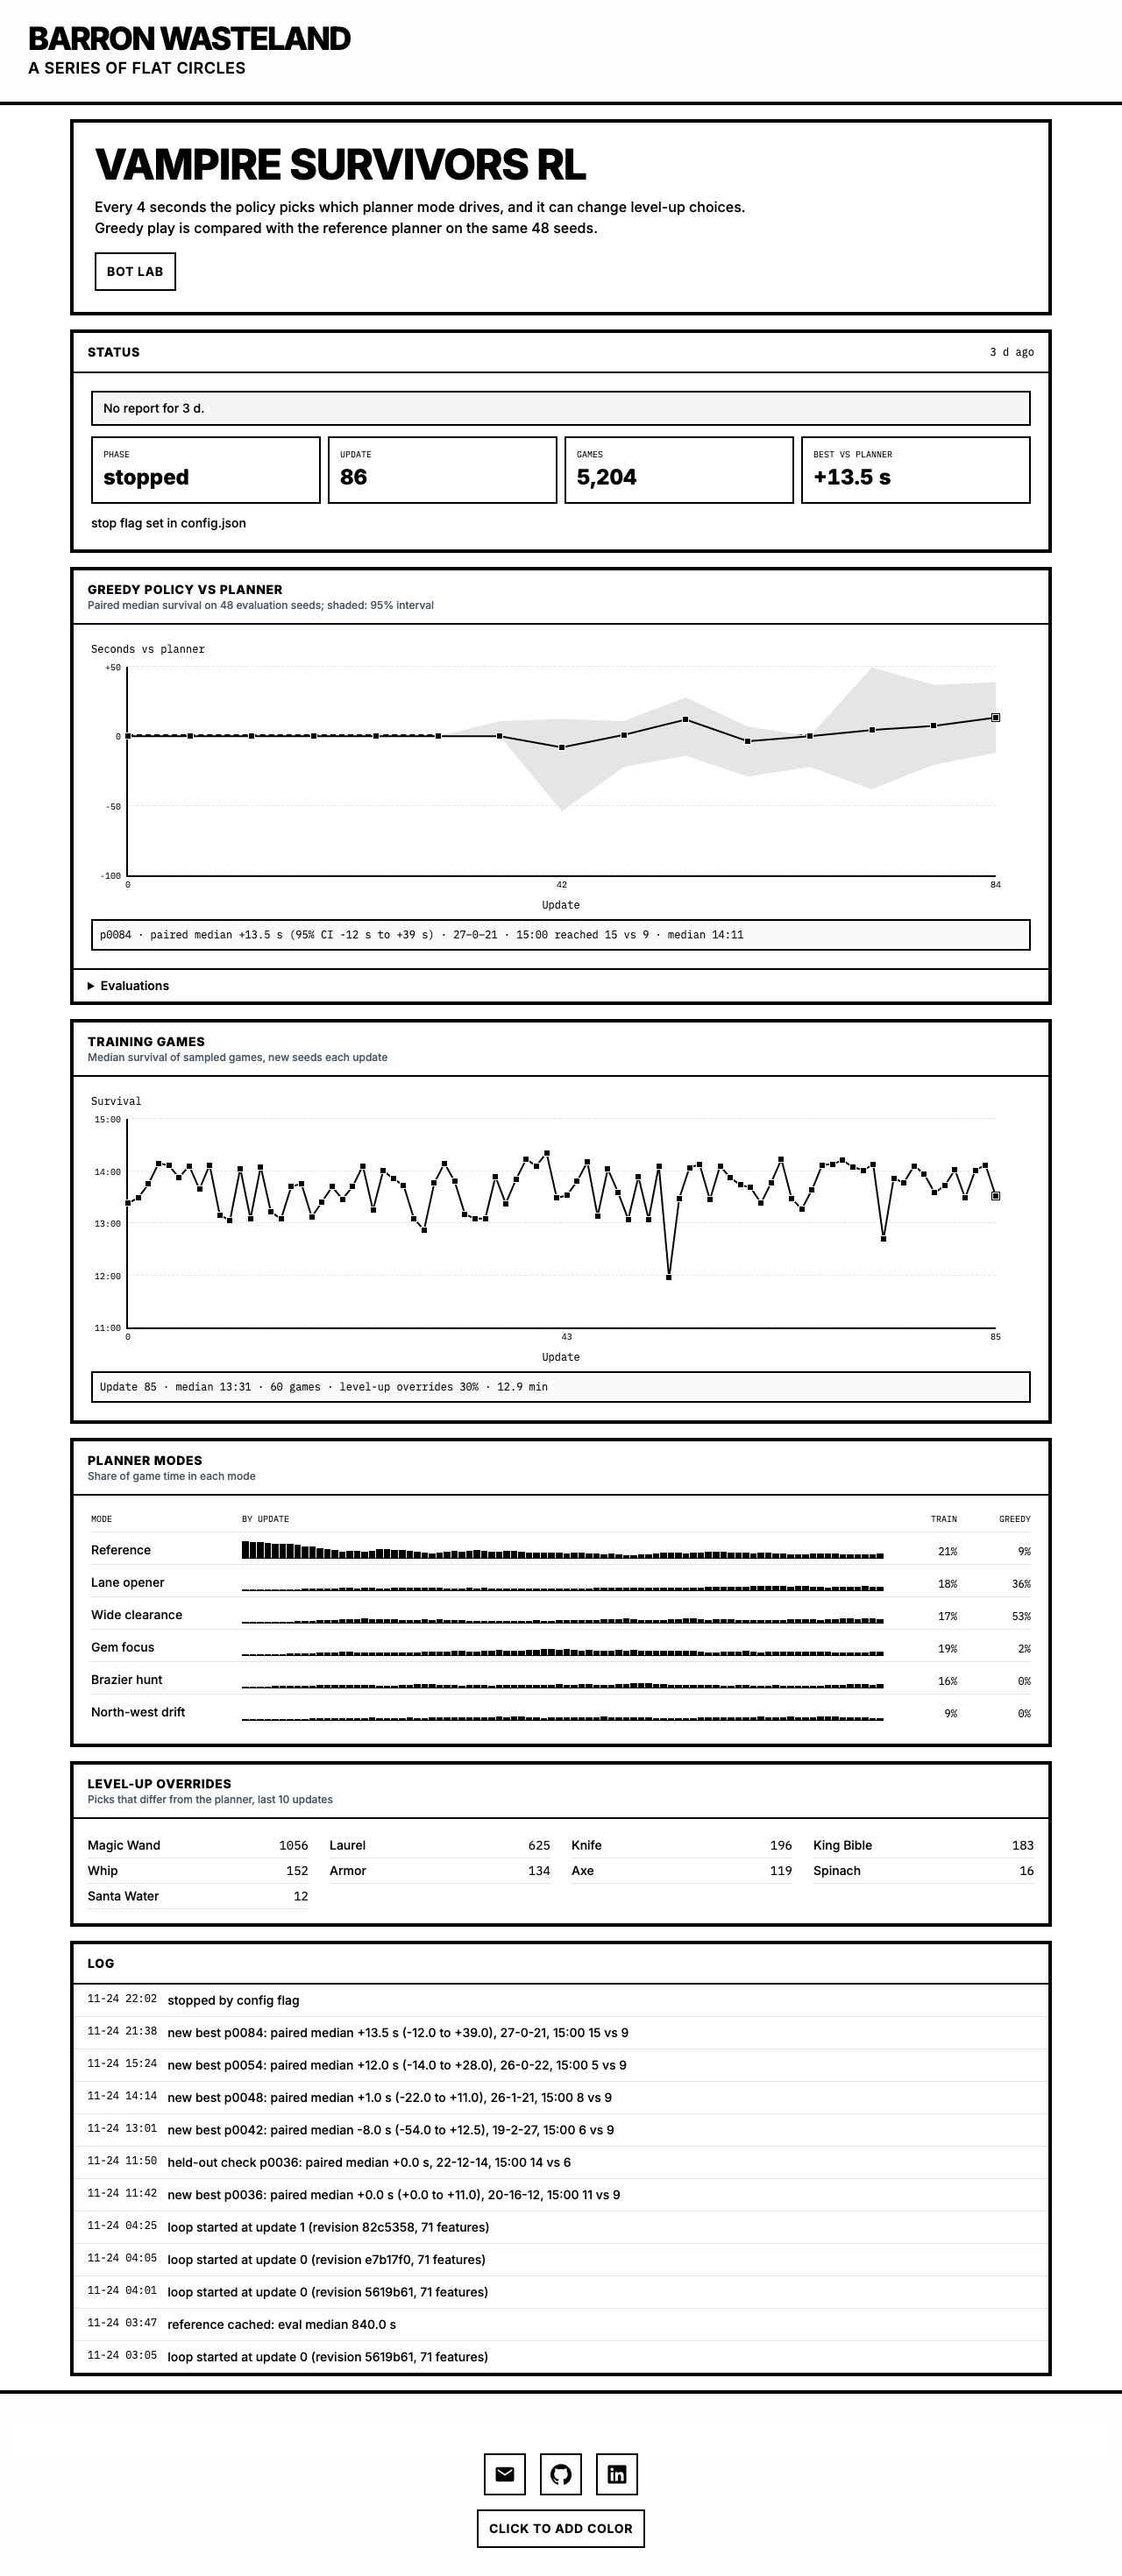 BARRON WASTELAND
A SERIES OF FLAT CIRCLES
VAMPIRE SURVIVORS RL
Every 4 seconds the policy picks which planner mode drives, and it can change level-up choices.
Greedy play is compared with the reference planner on the same 48 seeds.
BOT LAB
STATUS
3 d ago
No report for 3 d.
PHASE
stopped
UPDATE
86
GAMES
5,204
BEST VS PLANNER
+13.5 s
stop flag set in config.json
GREEDY POLICY VS PLANNER
Paired median survival on 48 evaluation seeds; shaded: 95% interval
Seconds vs planner
+50
0
-50
-100
0
42
84
Update
p0084 · paired median +13.5 s (95% CI -12 s to +39 s) · 27–0–21 · 15:00 reached 15 vs 9 · median 14:11
▶ Evaluations
TRAINING GAMES
Median survival of sampled games, new seeds each update
Survival
15:00
14:00
13:00
12:00
11:00
0
43
85
Update
Update 85 · median 13:31 · 60 games · level-up overrides 30% · 12.9 min
PLANNER MODES
Share of game time in each mode
MODE BY UPDATE TRAIN GREEDY
Reference 21% 9%
Lane opener 18% 36%
Wide clearance 17% 53%
Gem focus 19% 2%
Brazier hunt 16% 0%
North-west drift 9% 0%
LEVEL-UP OVERRIDES
Picks that differ from the planner, last 10 updates
Magic Wand 1056 Laurel 625 Knife 196 King Bible 183
Whip 152 Armor 134 Axe 119 Spinach 16
Santa Water 12
LOG
11-24 22:02 stopped by config flag
11-24 21:38 new best p0084: paired median +13.5 s (-12.0 to +39.0), 27-0-21, 15:00 15 vs 9
11-24 15:24 new best p0054: paired median +12.0 s (-14.0 to +28.0), 26-0-22, 15:00 5 vs 9
11-24 14:14 new best p0048: paired median +1.0 s (-22.0 to +11.0), 26-1-21, 15:00 8 vs 9
11-24 13:01 new best p0042: paired median -8.0 s (-54.0 to +12.5), 19-2-27, 15:00 6 vs 9
11-24 11:50 held-out check p0036: paired median +0.0 s, 22-12-14, 15:00 14 vs 6
11-24 11:42 new best p0036: paired median +0.0 s (+0.0 to +11.0), 20-16-12, 15:00 11 vs 9
11-24 04:25 loop started at update 1 (revision 82c5358, 71 features)
11-24 04:05 loop started at update 0 (revision e7b17f0, 71 features)
11-24 04:01 loop started at update 0 (revision 5619b61, 71 features)
11-24 03:47 reference cached: eval median 840.0 s
11-24 03:05 loop started at update 0 (revision 5619b61, 71 features)
in
CLICK TO ADD COLOR